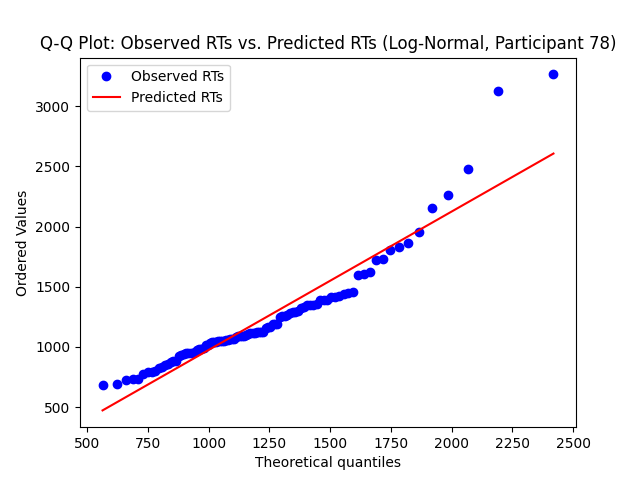 Q-Q Plot: Observed RTs vs. Predicted RTs (Log-Normal, Participant 78)
Observed RTs
Predicted RTs
Ordered Values
3000
2500
2000
1500
1000
500
500 750 1000 1250 1500 1750 2000 2250 2500
Theoretical quantiles